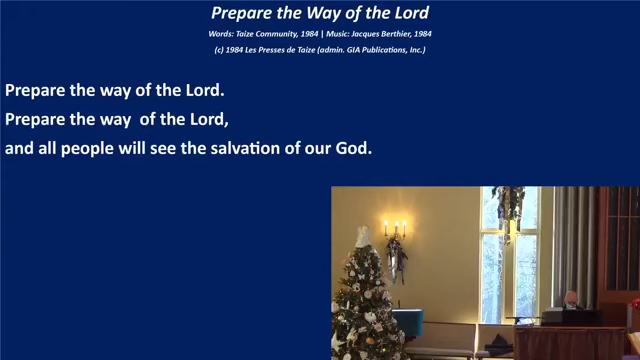 Prepare the Way of the Lord
Words: Taize Community, 1984 | Music: Jacques Berthier, 1984
(c) 1984 Les Presses de Taize (admin. GIA Publications, Inc.)
Prepare the way of the Lord.
Prepare the way  of the Lord,
and all people will see the salvation of our God.